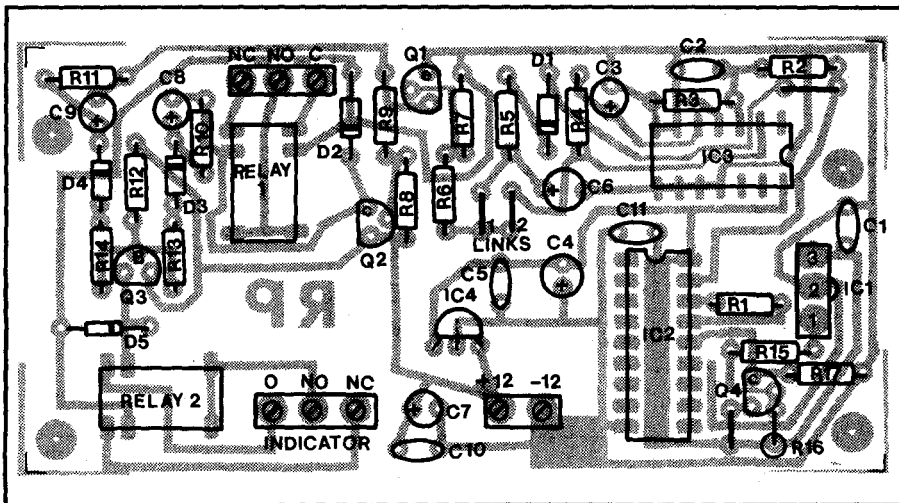 NC NO C
Q1
D1
C2
R2
R11
C8
C3
R3
C9
R10
D2
R9
R7
R5
R4
IC3
RELAY
1
D4
R12
D3
R8
R6
C6
C1
1 2
LINKS
C11
R14
R13
Q3
Q2
C4
C5
IC4
3
2
1
IC1
R1
IC2
RP
D5
R15
R17
RELAY 2
O NO NC
+12 -12
Q4
C7
INDICATOR
C10
R16